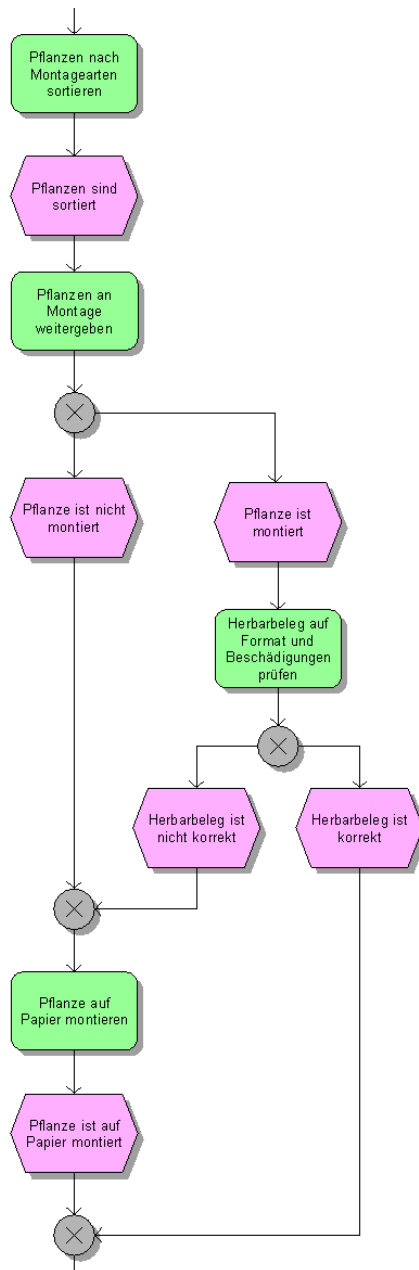 Pflanzen nach
Montagearten
sortieren
Pflanzen sind
sortiert
Pflanzen an
Montage
weitergeben
Pflanze ist nicht
montiert
Pflanze ist
montiert
Herbarbeleg auf
Format und
Beschädigungen
prüfen
Herbarbeleg ist
nicht korrekt
Herbarbeleg ist
korrekt
Pflanze auf
Papier montieren
Pflanze ist auf
Papier montiert